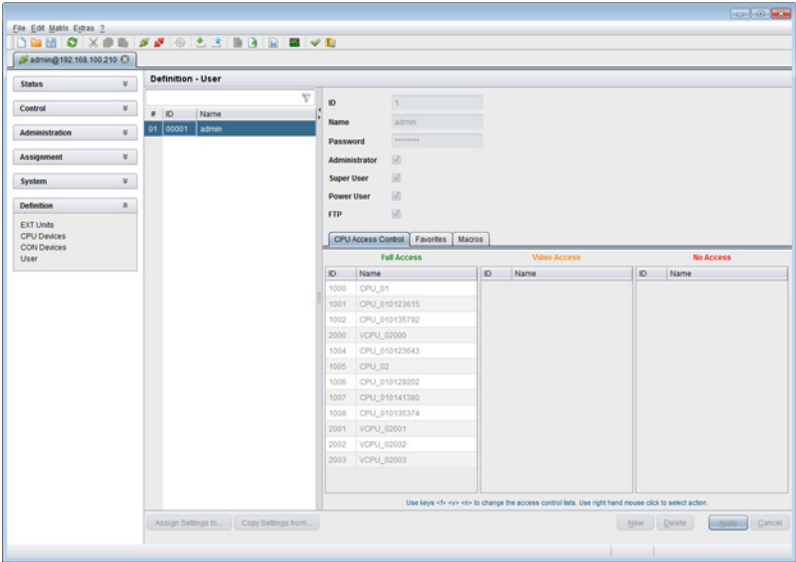 File Edit Matrix Extras ?
admin@192.168.100.210
Status
Control
Administration
Assignment
System
Definition
EXT Units
CPU Devices
CON Devices
User
Definition - User
# ID Name
01 00001 admin
ID 1
Name admin
Password ********
Administrator
Super User
Power User
FTP
CPU Access Control Favorites Macros
Full Access Video Access No Access
ID Name ID Name ID Name
1000 CPU_01
1001 CPU_010123615
1002 CPU_010135792
2000 VCPU_02000
1004 CPU_010123643
1005 CPU_02
1006 CPU_010129202
1007 CPU_010141380
1008 CPU_010135374
2001 VCPU_02001
2002 VCPU_02002
2003 VCPU_02003
Use keys <f> <v> <n> to change the access control lists. Use right hand mouse click to select action.
Assign Settings to... Copy Settings from... New Delete Apply Cancel